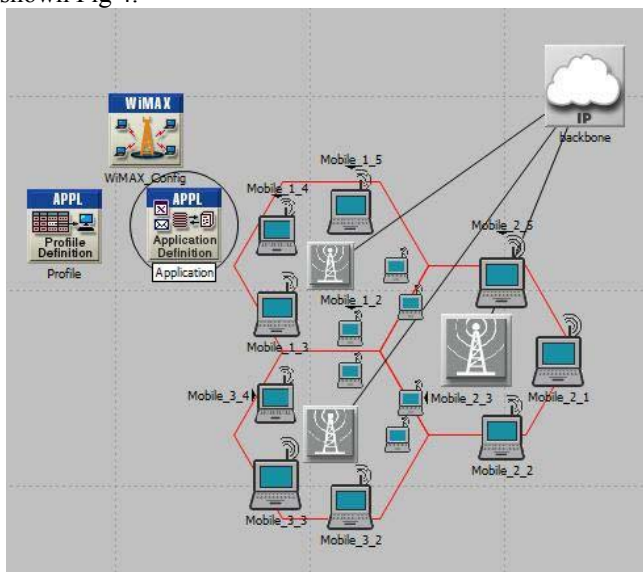 shown Fig 4.
WiMAX
WiMAX_Config
APPL
Profile
Definition
Profile
APPL
Application
Definition
Application
IP
backbone
Mobile_1_5
Mobile_1_4
Mobile_2_5
Mobile_1_2
Mobile_1_3
Mobile_3_4
Mobile_2_3
Mobile_2_1
Mobile_2_2
Mobile_3_3
Mobile_3_2